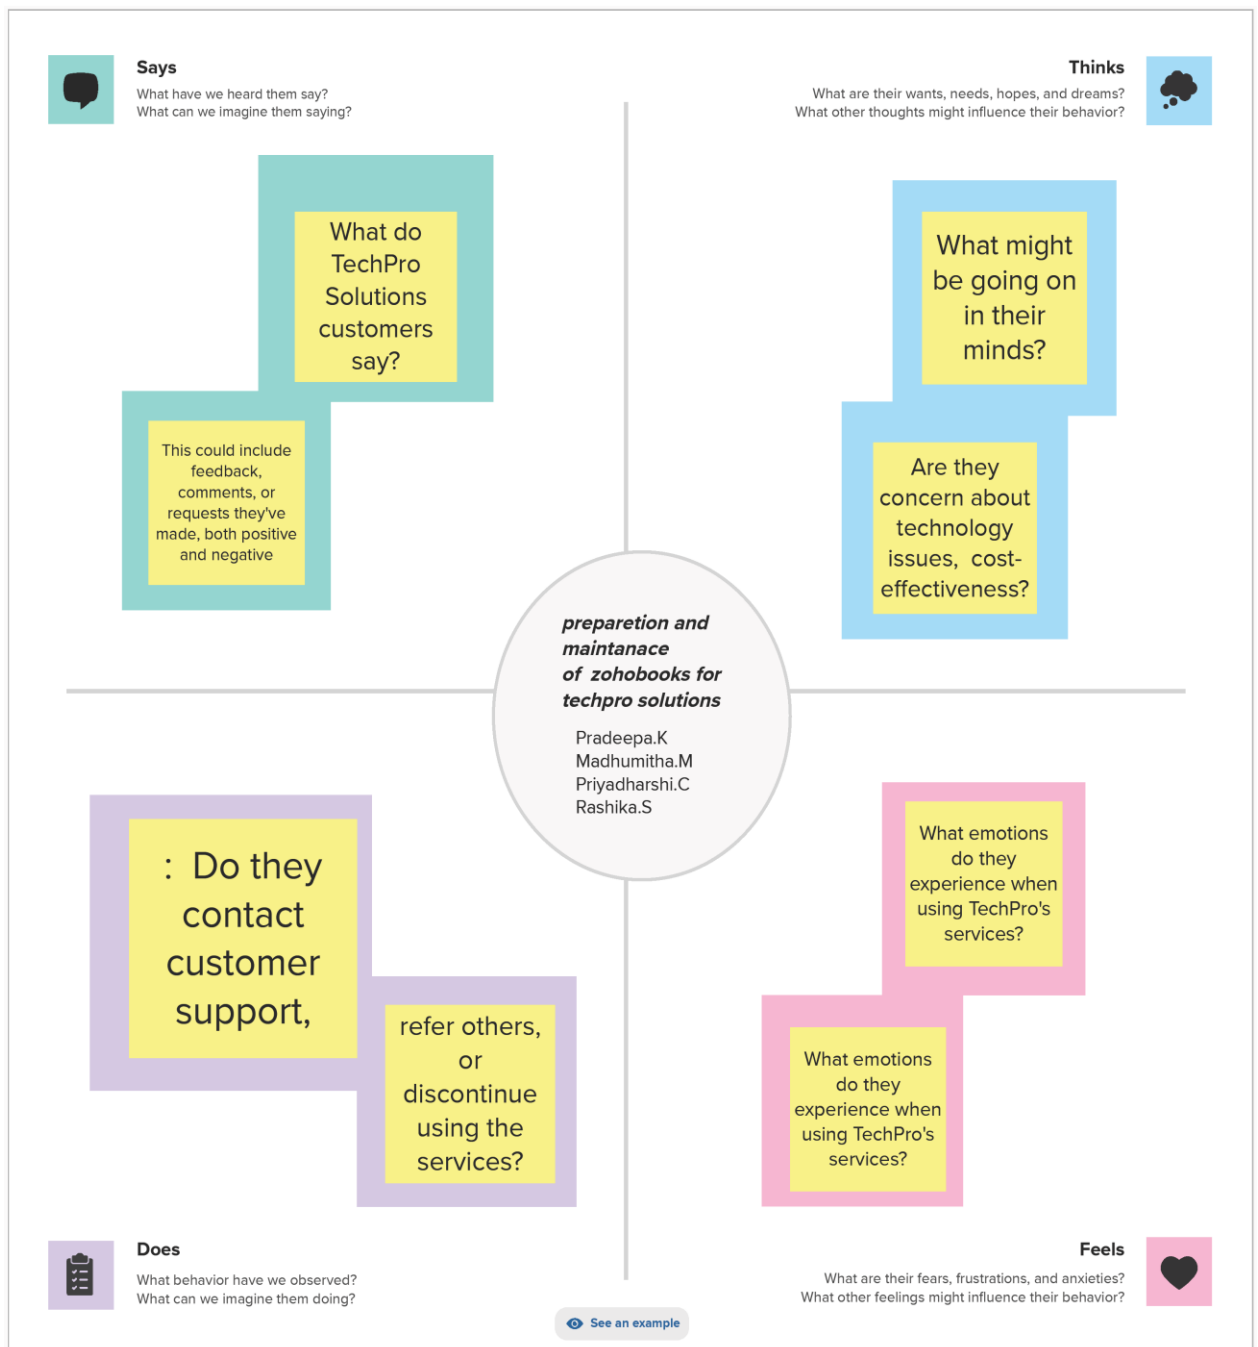 Says
What have we heard them say?
What can we imagine them saying?
Thinks
What are their wants, needs, hopes, and dreams?
What other thoughts might influence their behavior?
What do
TechPro
Solutions
customers
say?
This could include
feedback,
comments, or
requests they've
made, both positive
and negative
What might
be going on
in their
minds?
Are they
concern about
technology
issues,  cost-
effectiveness?
preparetion and
maintanace
of  zohobooks for
techpro solutions
Pradeepa.K
Madhumitha.M
Priyadharshi.C
Rashika.S
:  Do they
contact
customer
support,
refer others,
or
discontinue
using the
services?
What emotions
do they
experience when
using TechPro's
services?
What emotions
do they
experience when
using TechPro's
services?
Does
What behavior have we observed?
What can we imagine them doing?
Feels
What are their fears, frustrations, and anxieties?
What other feelings might influence their behavior?
See an example